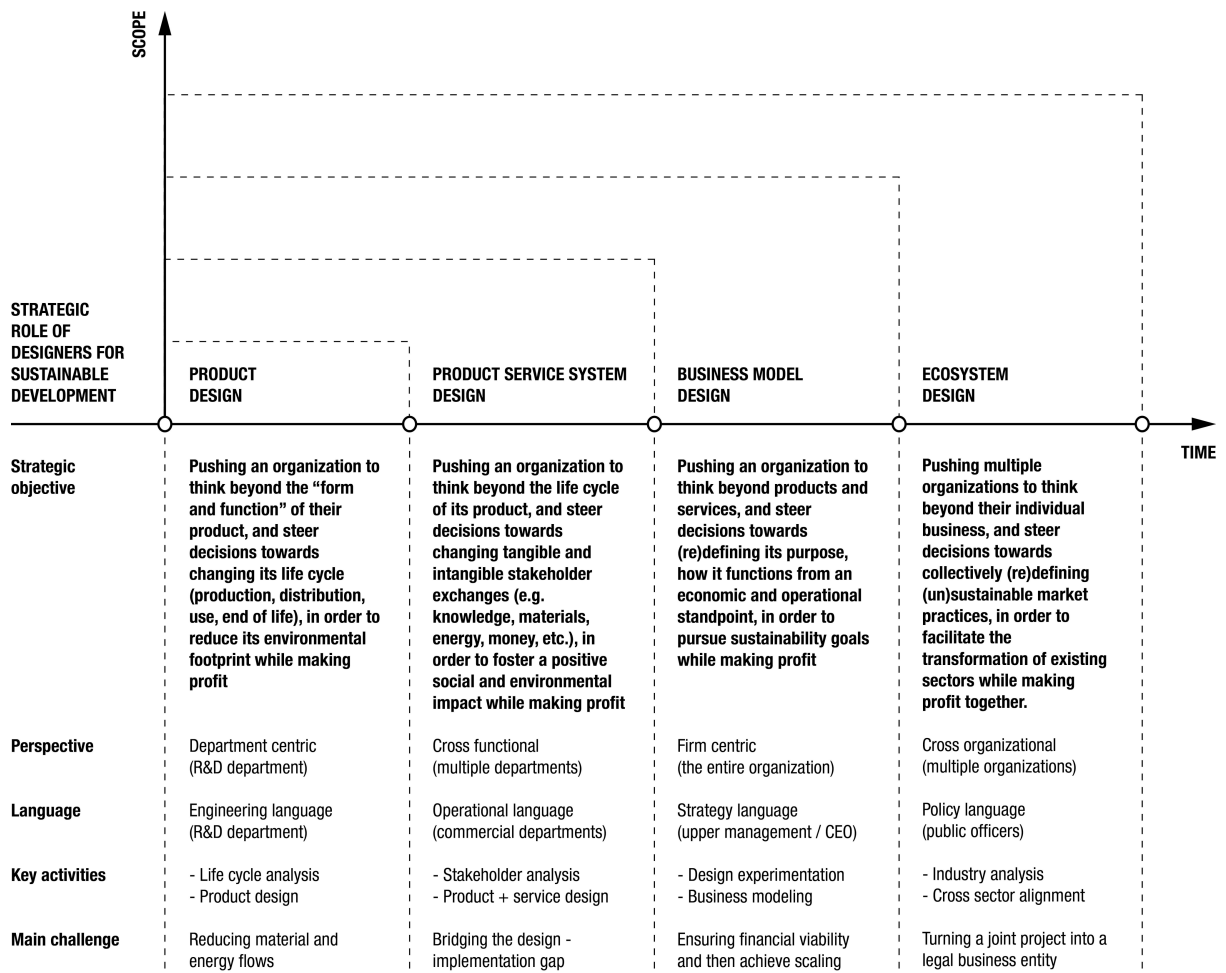 SCOPE
STRATEGIC
ROLE OF
DESIGNERS FOR
SUSTAINABLE
DEVELOPMENT
PRODUCT
DESIGN
PRODUCT SERVICE SYSTEM
DESIGN
BUSINESS MODEL
DESIGN
ECOSYSTEM
DESIGN
TIME
Strategic
objective
Pushing an organization to
think beyond the “form
and function” of their
product, and steer
decisions towards
changing its life cycle
(production, distribution,
use, end of life), in order to
reduce its environmental
footprint while making
profit
Pushing an organization to
think beyond the life cycle
of its product, and steer
decisions towards
changing tangible and
intangible stakeholder
exchanges (e.g.
knowledge, materials,
energy, money, etc.), in
order to foster a positive
social and environmental
impact while making profit
Pushing an organization to
think beyond products and
services, and steer
decisions towards
(re)defining its purpose,
how it functions from an
economic and operational
standpoint, in order to
pursue sustainability goals
while making profit
Pushing multiple
organizations to think
beyond their individual
business, and steer
decisions towards
collectively (re)defining
(un)sustainable market
practices, in order to
facilitate the
transformation of existing
sectors while making
profit together.
Perspective
Department centric
(R&D department)
Cross functional
(multiple departments)
Firm centric
(the entire organization)
Cross organizational
(multiple organizations)
Language
Engineering language
(R&D department)
Operational language
(commercial departments)
Strategy language
(upper management / CEO)
Policy language
(public officers)
Key activities
- Life cycle analysis
- Product design
- Stakeholder analysis
- Product + service design
- Design experimentation
- Business modeling
- Industry analysis
- Cross sector alignment
Main challenge
Reducing material and
energy flows
Bridging the design -
implementation gap
Ensuring financial viability
and then achieve scaling
Turning a joint project into a
legal business entity